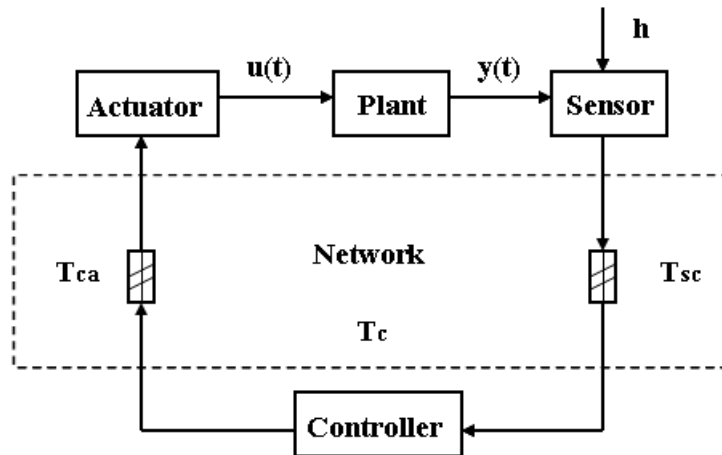 h
u(t)
y(t)
Actuator
Plant
Sensor
Network
Tca
Tsc
Tc
Controller